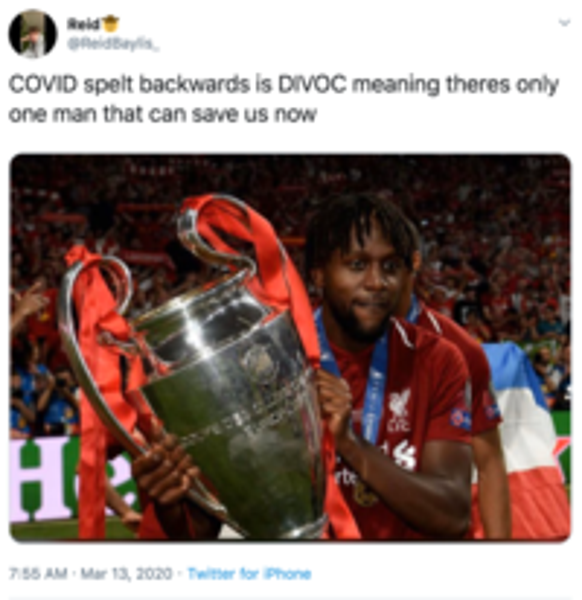 Reid🤠
@ReidBaylis_
COVID spelt backwards is DIVOC meaning theres only
one man that can save us now
He
L.F.C.
7:55 AM · Mar 13, 2020 · Twitter for iPhone